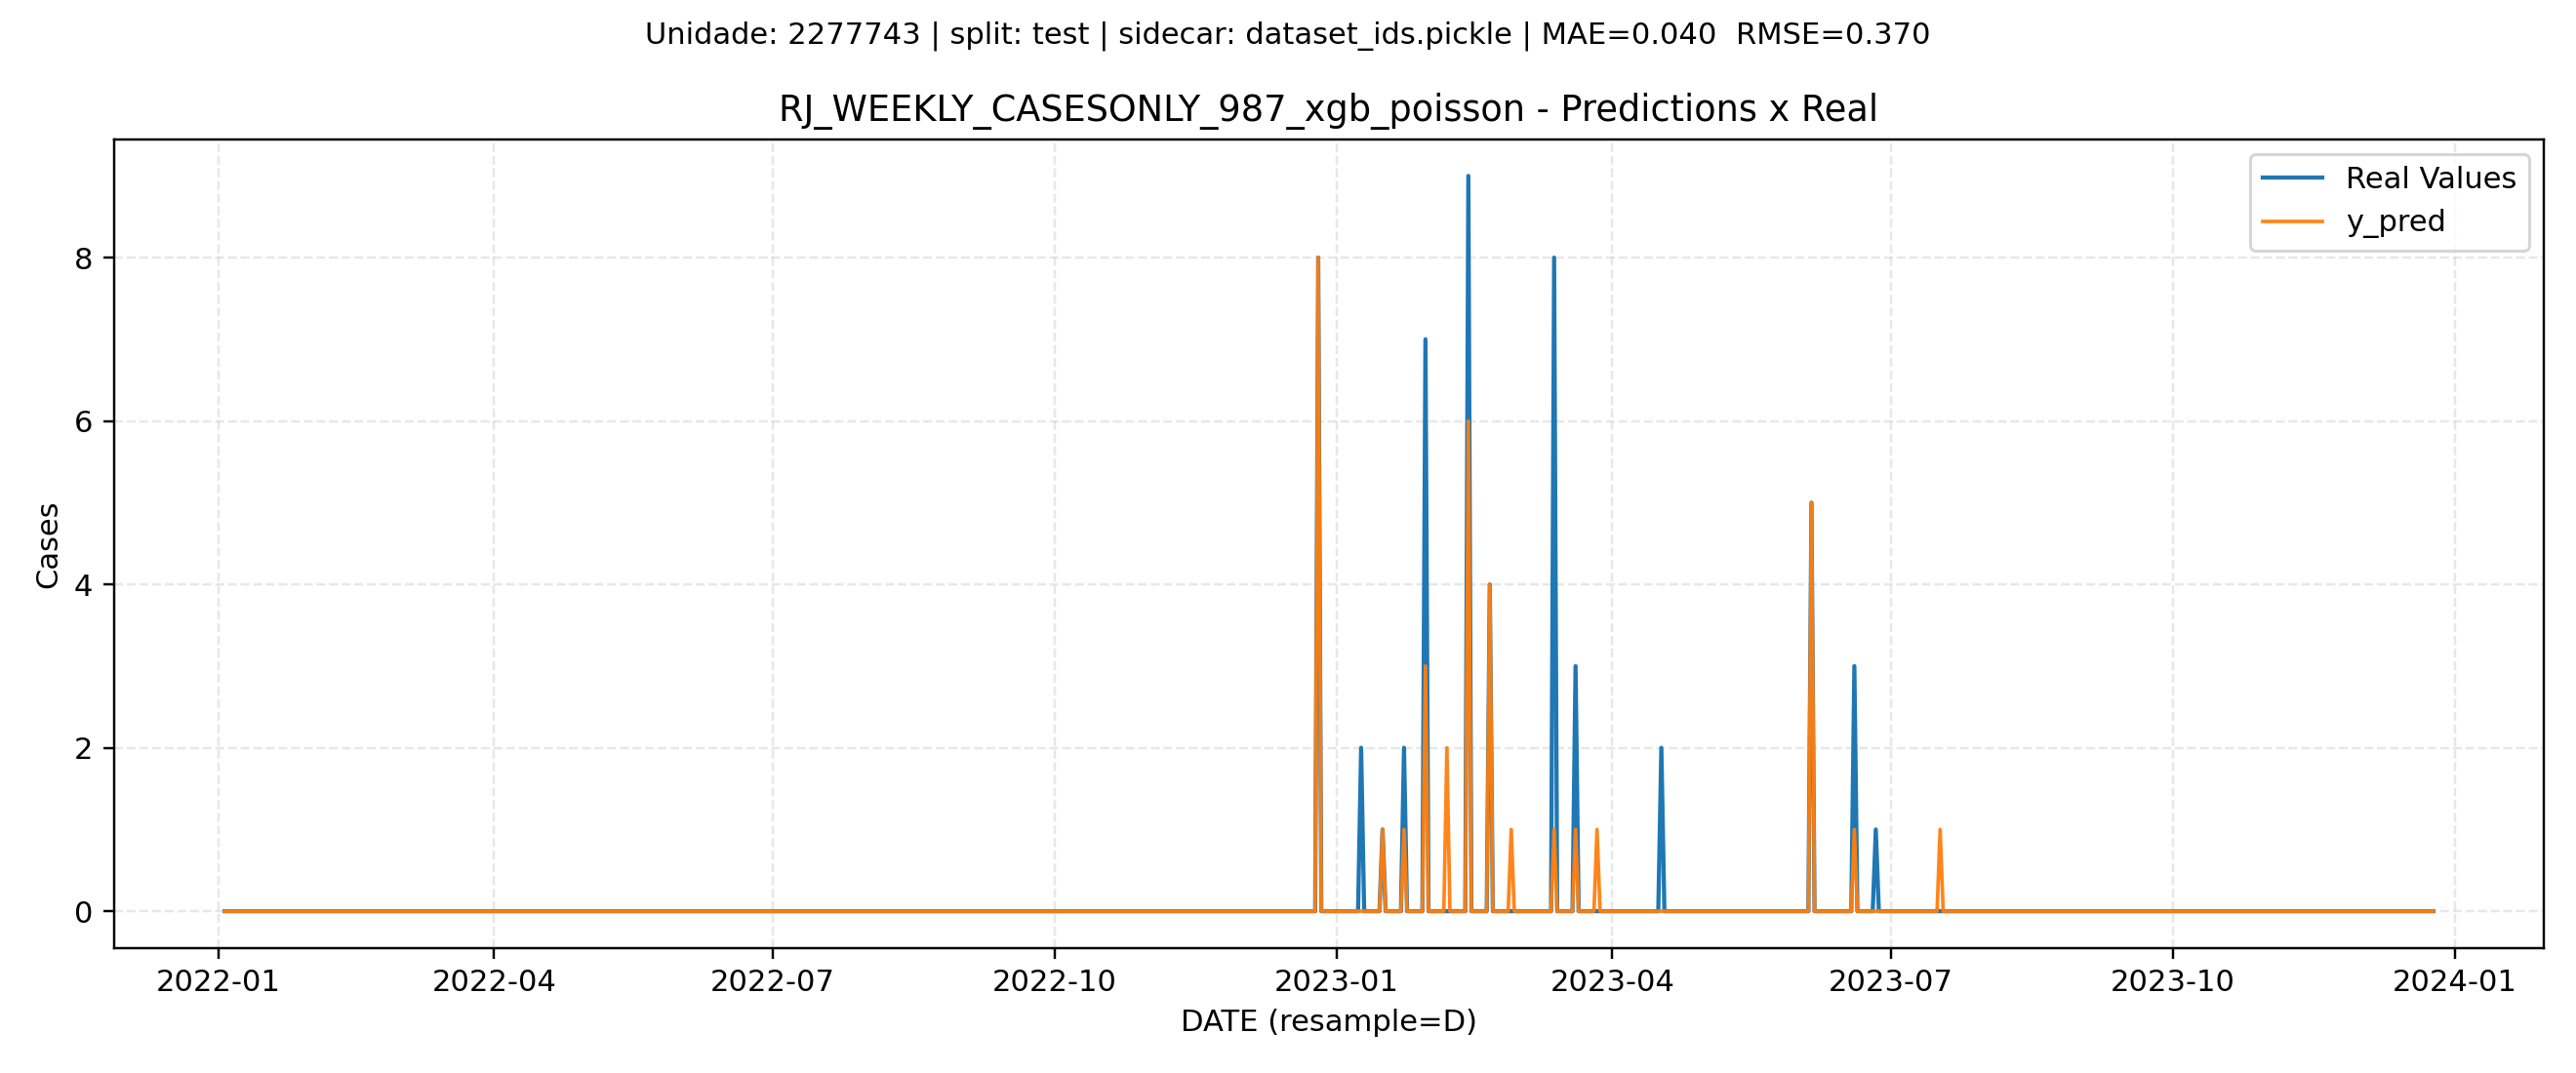 Unidade: 2277743 | split: test | sidecar: dataset_ids.pickle | MAE=0.040  RMSE=0.370
RJ_WEEKLY_CASESONLY_987_xgb_poisson - Predictions x Real
Real Values
y_pred
8
6
4
2
0
Cases
2022-01
2022-04
2022-07
2022-10
2023-01
2023-04
2023-07
2023-10
2024-01
DATE (resample=D)